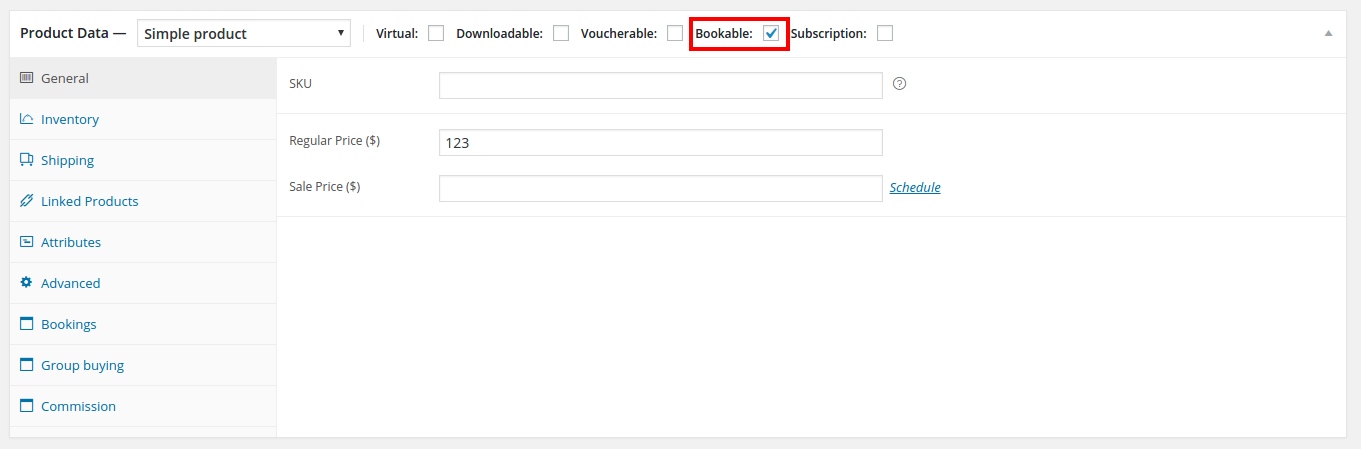 Product Data — Simple product Virtual: Downloadable: Voucherable: Bookable: Subscription:
General
Inventory
Shipping
Linked Products
Attributes
Advanced
Bookings
Group buying
Commission
SKU
Regular Price ($) 123
Sale Price ($) Schedule